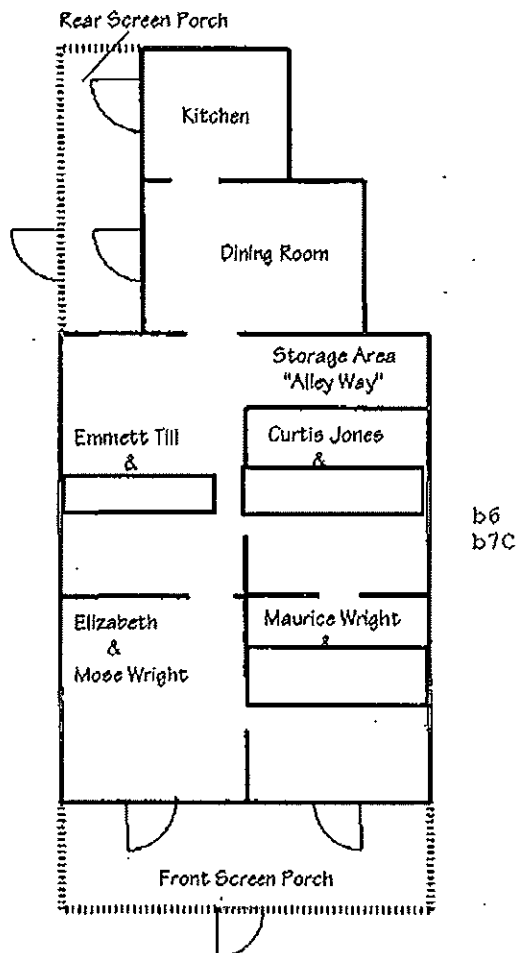 Rear Screen Porch
Kitchen
Dining Room
Storage Area
"Alley Way"
Emmett Till
&
Curtis Jones
&
b6
b7C
Elizabeth
&
Mose Wright
Maurice Wright
&
Front Screen Porch